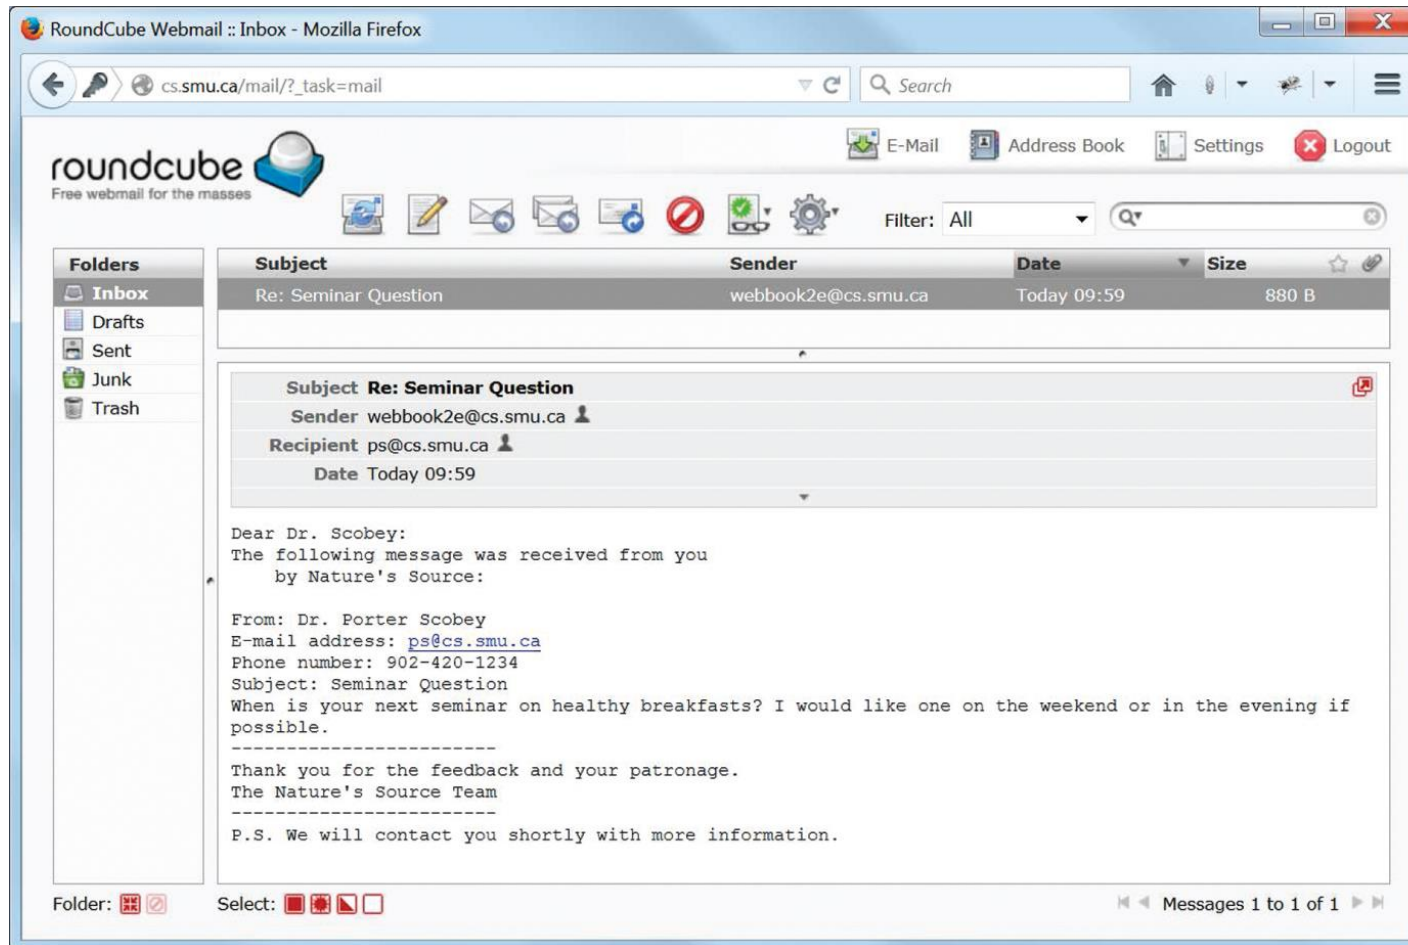 RoundCube Webmail :: Inbox - Mozilla Firefox
cs.smu.ca/mail/?_task=mail
Search
E-Mail Address Book Settings Logout
roundcube
Free webmail for the masses
Filter: All
Folders
Inbox
Drafts
Sent
Junk
Trash
Subject Sender Date Size
Re: Seminar Question webbook2e@cs.smu.ca Today 09:59 880 B
Subject Re: Seminar Question
Sender webbook2e@cs.smu.ca
Recipient ps@cs.smu.ca
Date Today 09:59
Dear Dr. Scobey:
The following message was received from you
by Nature's Source:
From: Dr. Porter Scobey
E-mail address: ps@cs.smu.ca
Phone number: 902-420-1234
Subject: Seminar Question
When is your next seminar on healthy breakfasts? I would like one on the weekend or in the evening if
possible.
-------------------------
Thank you for the feedback and your patronage.
The Nature's Source Team
-------------------------
P.S. We will contact you shortly with more information.
Folder: Select: Messages 1 to 1 of 1